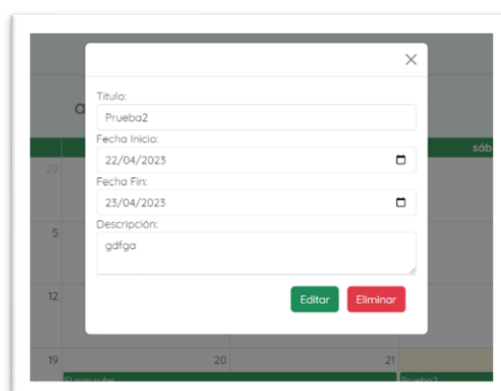 a
sáb
Titulo:
Prueba2
Fecha Inicio:
22/04/2023
29
Fecha Fin:
23/04/2023
Descripción:
5
gdfga
12
Editar Eliminar
19 20 21